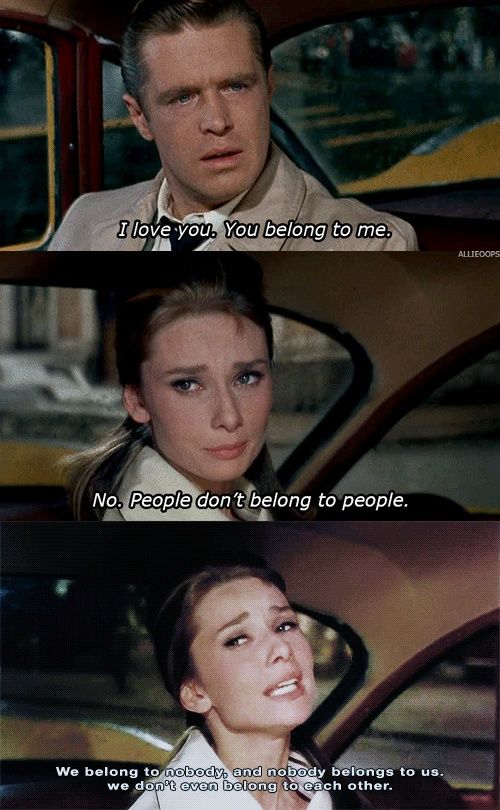 I love you. You belong to me.
ALLIEOOPS
No. People don't belong to people.
We belong to nobody, and nobody belongs to us.
we don't even belong to each other.